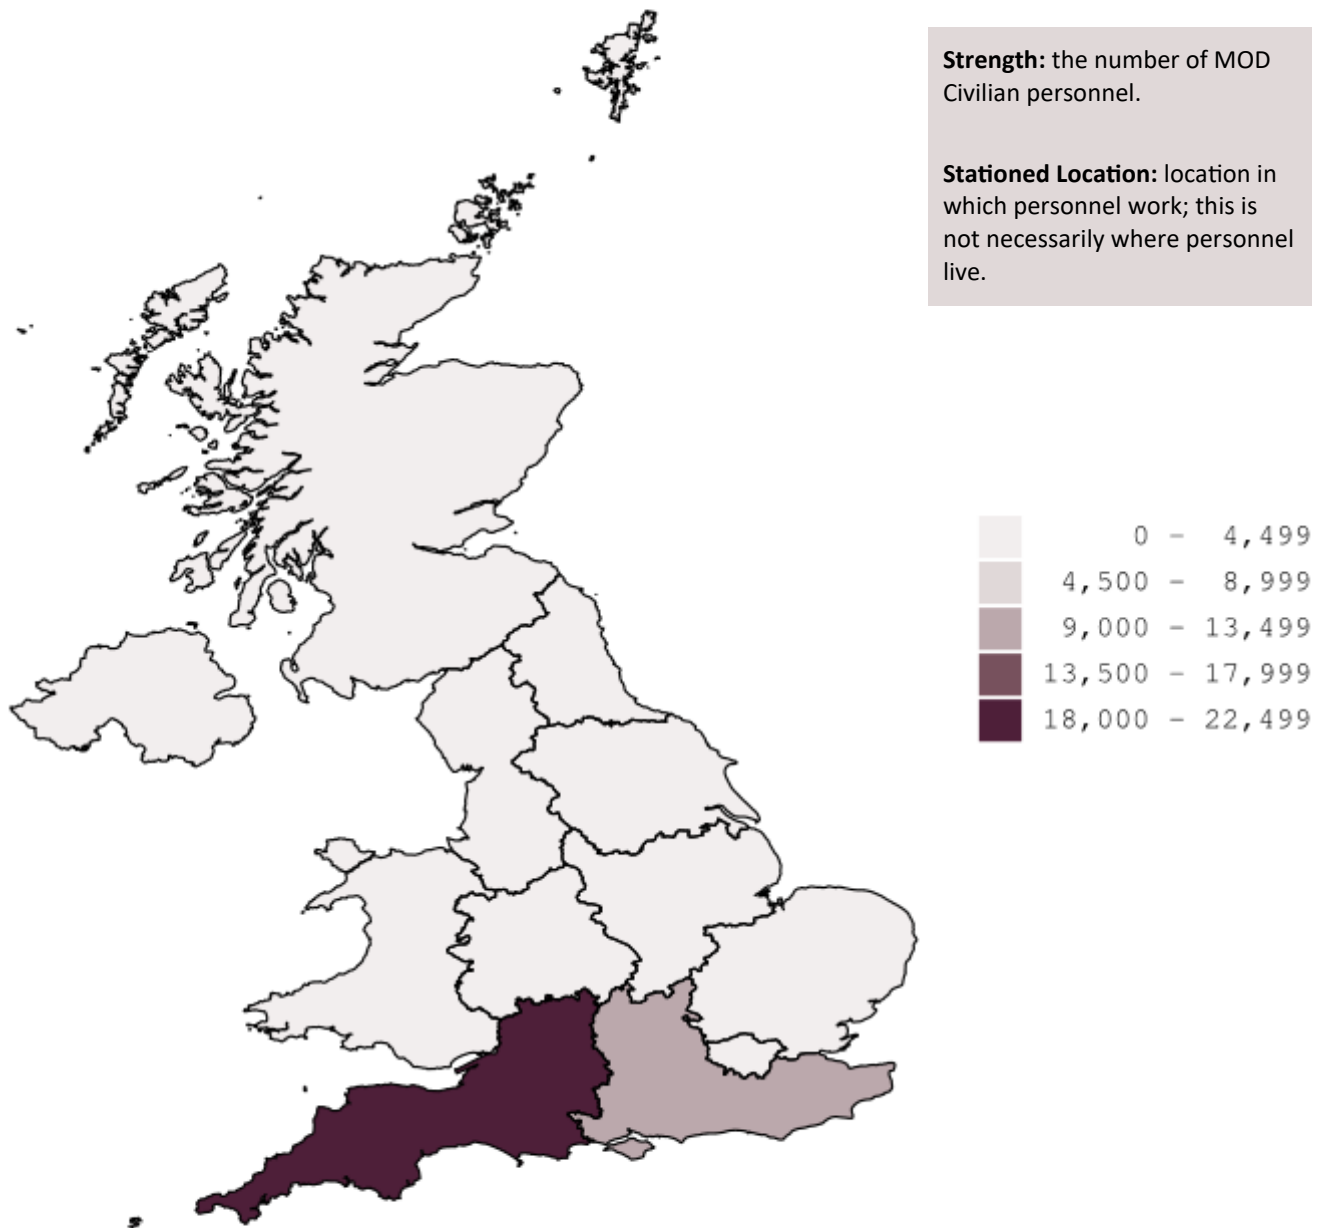 Strength: the number of MOD
Civilian personnel.
Stationed Location: location in
which personnel work; this is
not necessarily where personnel
live.
0 – 4,499
4,500 – 8,999
9,000 – 13,499
13,500 – 17,999
18,000 – 22,499